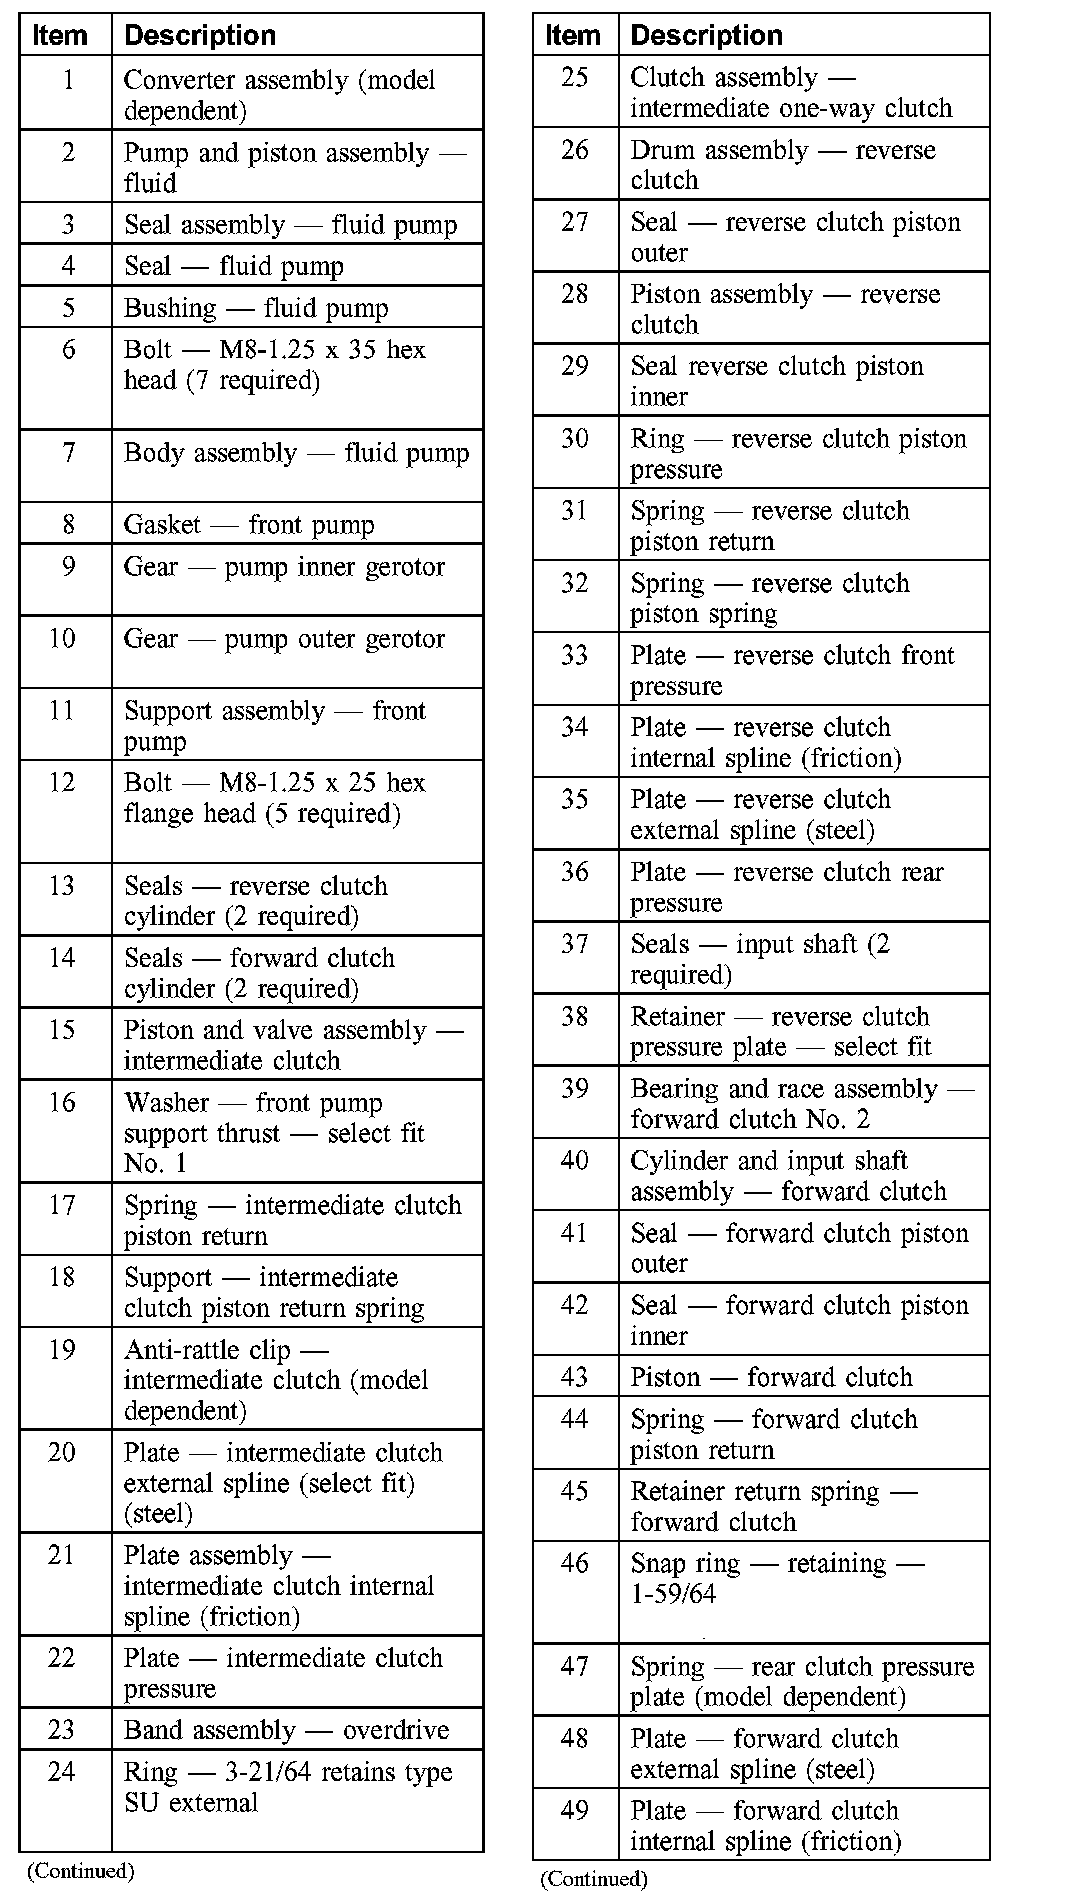 Item Description
1 Converter assembly (model
dependent)
2 Pump and piston assembly —
fluid
3 Seal assembly — fluid pump
4 Seal — fluid pump
5 Bushing — fluid pump
6 Bolt — M8-1.25 x 35 hex
head (7 required)
7 Body assembly — fluid pump
8 Gasket — front pump
9 Gear — pump inner gerotor
10 Gear — pump outer gerotor
11 Support assembly — front
pump
12 Bolt — M8-1.25 x 25 hex
flange head (5 required)
13 Seals — reverse clutch
cylinder (2 required)
14 Seals — forward clutch
cylinder (2 required)
15 Piston and valve assembly —
intermediate clutch
16 Washer — front pump
support thrust — select fit
No. 1
17 Spring — intermediate clutch
piston return
18 Support — intermediate
clutch piston return spring
19 Anti-rattle clip —
intermediate clutch (model
dependent)
20 Plate — intermediate clutch
external spline (select fit)
(steel)
21 Plate assembly —
intermediate clutch internal
spline (friction)
22 Plate — intermediate clutch
pressure
23 Band assembly — overdrive
24 Ring — 3-21/64 retains type
SU external
(Continued)
Item Description
25 Clutch assembly —
intermediate one-way clutch
26 Drum assembly — reverse
clutch
27 Seal — reverse clutch piston
outer
28 Piston assembly — reverse
clutch
29 Seal reverse clutch piston
inner
30 Ring — reverse clutch piston
pressure
31 Spring — reverse clutch
piston return
32 Spring — reverse clutch
piston spring
33 Plate — reverse clutch front
pressure
34 Plate — reverse clutch
internal spline (friction)
35 Plate — reverse clutch
external spline (steel)
36 Plate — reverse clutch rear
pressure
37 Seals — input shaft (2
required)
38 Retainer — reverse clutch
pressure plate — select fit
39 Bearing and race assembly —
forward clutch No. 2
40 Cylinder and input shaft
assembly — forward clutch
41 Seal — forward clutch piston
outer
42 Seal — forward clutch piston
inner
43 Piston — forward clutch
44 Spring — forward clutch
piston return
45 Retainer return spring —
forward clutch
46 Snap ring — retaining —
1-59/64
47 Spring — rear clutch pressure
plate (model dependent)
48 Plate — forward clutch
external spline (steel)
49 Plate — forward clutch
internal spline (friction)
(Continued)